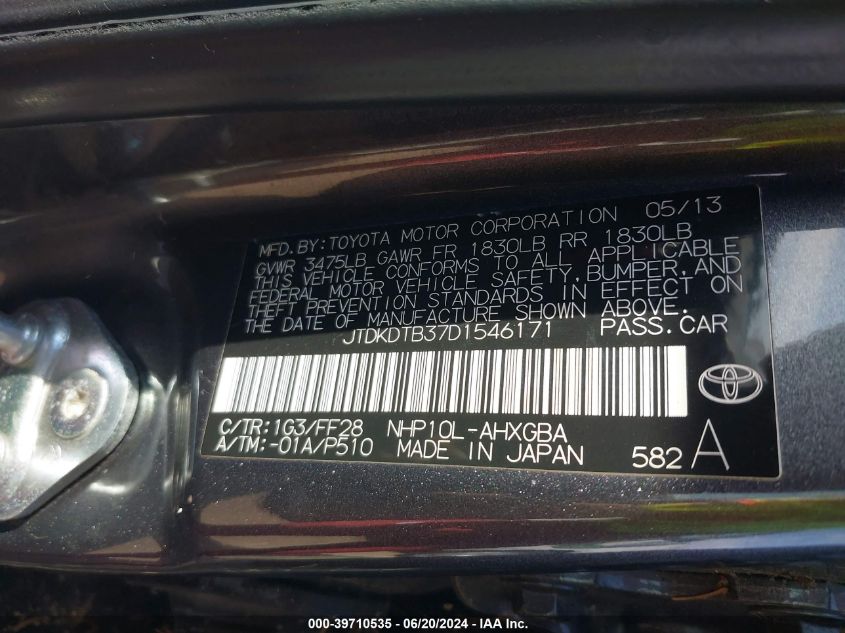 MFD. BY: TOYOTA MOTOR CORPORATION 05/13
GVWR 3475LB GAWR FR 1830LB RR 1830LB
THIS VEHICLE CONFORMS TO ALL APPLICABLE
FEDERAL MOTOR VEHICLE SAFETY, BUMPER, AND
THEFT PREVENTION STANDARDS IN EFFECT ON
THE DATE OF MANUFACTURE SHOWN ABOVE.
JTDKDTB37D1546171 PASS. CAR
C/TR: 1G3/FF28 NHP10L-AHXGBA
A/TM: -01A/P510 MADE IN JAPAN 582 A
000-39710535 - 06/20/2024 - IAA, Inc.